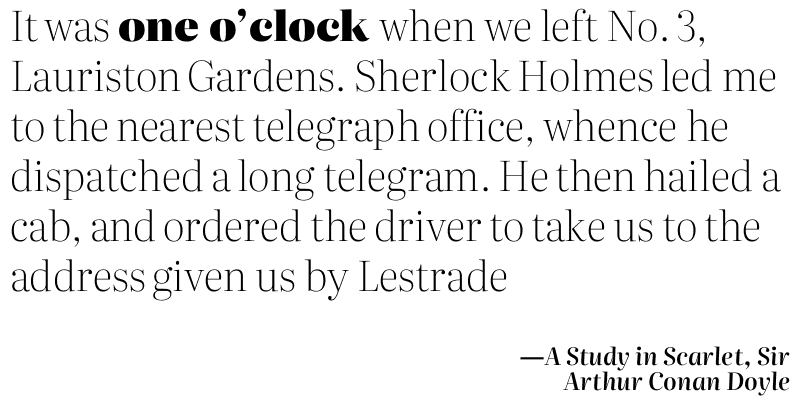 It was one o’clock when we left No. 3,
Lauriston Gardens. Sherlock Holmes led me
to the nearest telegraph office, whence he
dispatched a long telegram. He then hailed a
cab, and ordered the driver to take us to the
address given us by Lestrade
—A Study in Scarlet, Sir
Arthur Conan Doyle